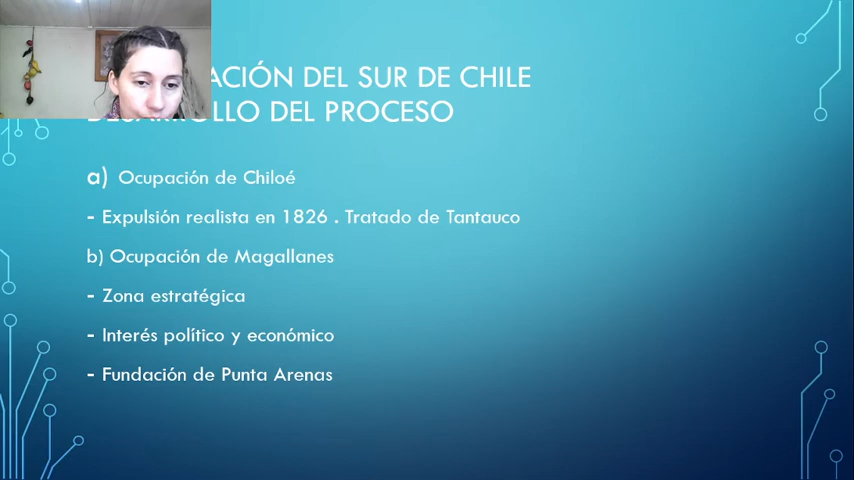 ACIÓN DEL SUR DE CHILE
DESARROLLO DEL PROCESO
a) Ocupación de Chiloé
- Expulsión realista en 1826 . Tratado de Tantauco
b) Ocupación de Magallanes
- Zona estratégica
- Interés político y económico
- Fundación de Punta Arenas